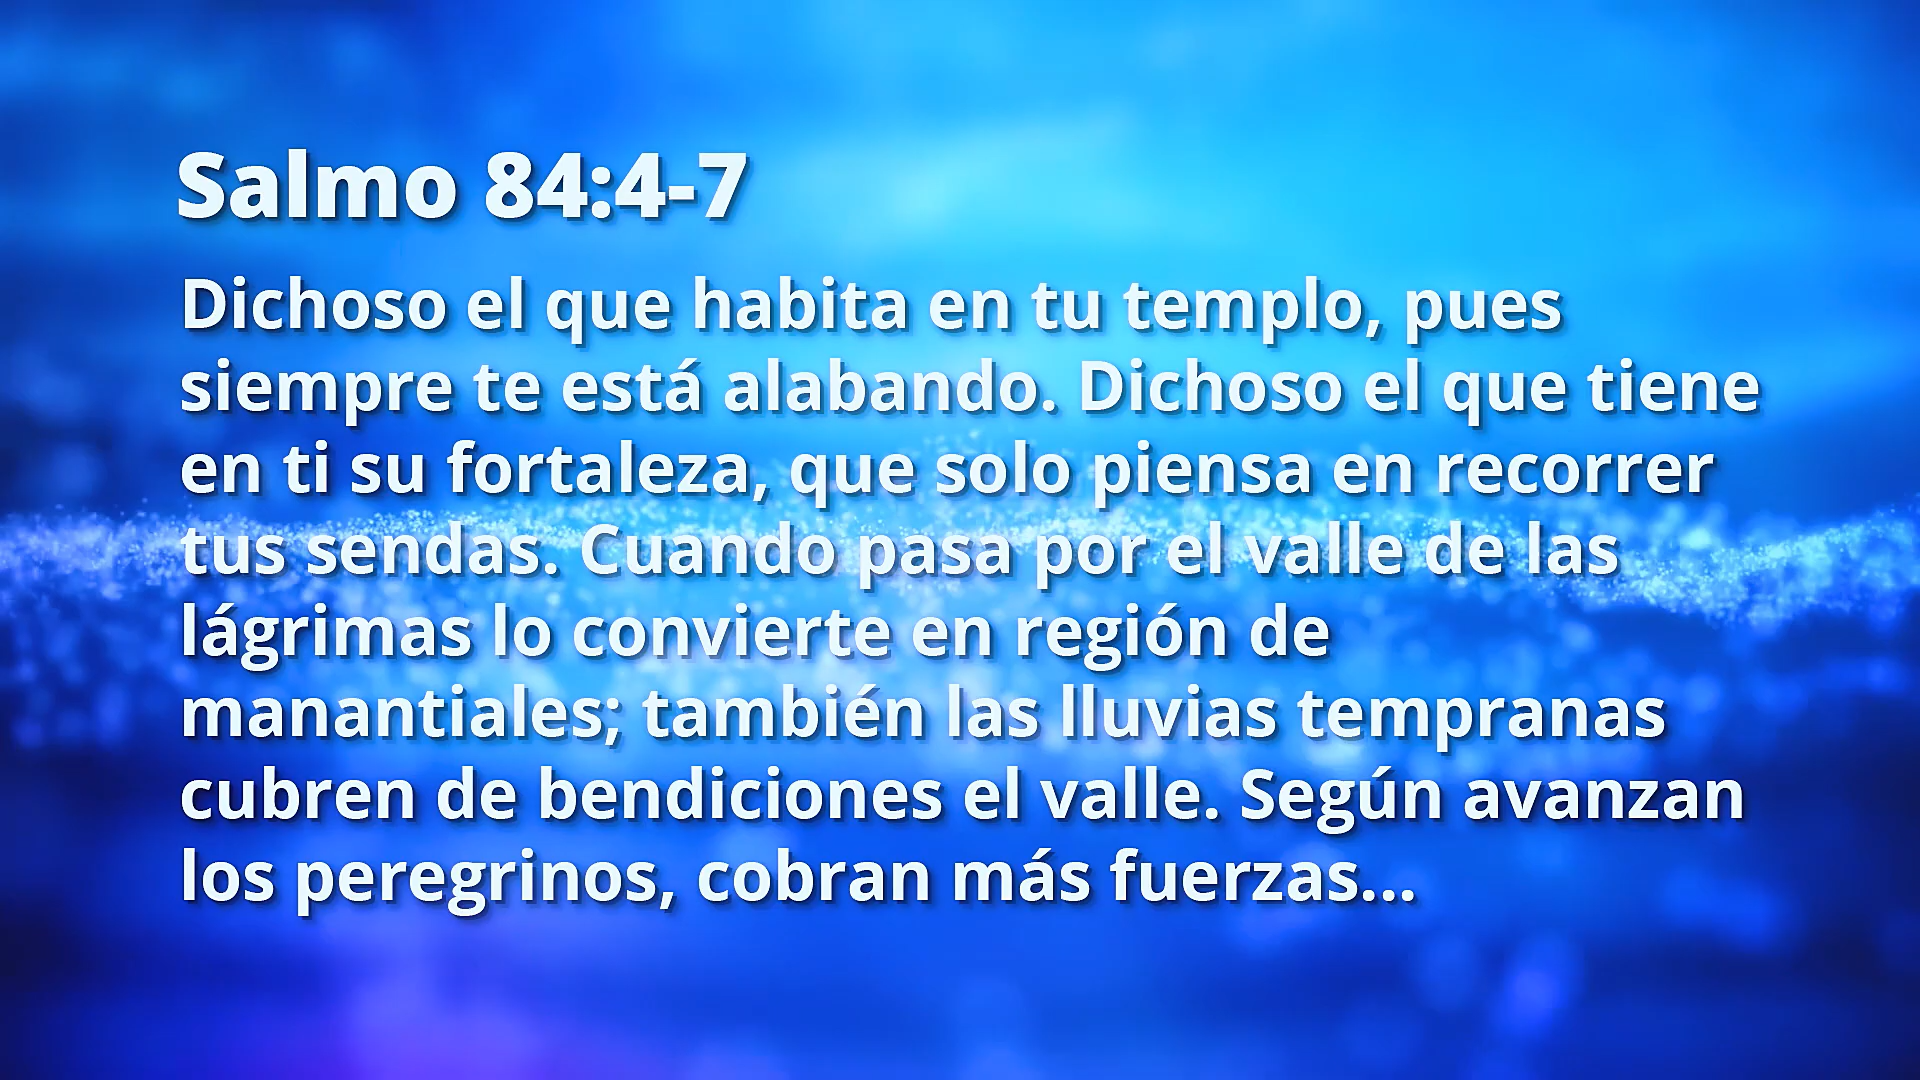 Salmo 84:4-7
Dichoso el que habita en tu templo, pues
siempre te está alabando. Dichoso el que tiene
en ti su fortaleza, que solo piensa en recorrer
tus sendas. Cuando pasa por el valle de las
lágrimas lo convierte en región de
manantiales; también las lluvias tempranas
cubren de bendiciones el valle. Según avanzan
los peregrinos, cobran más fuerzas...